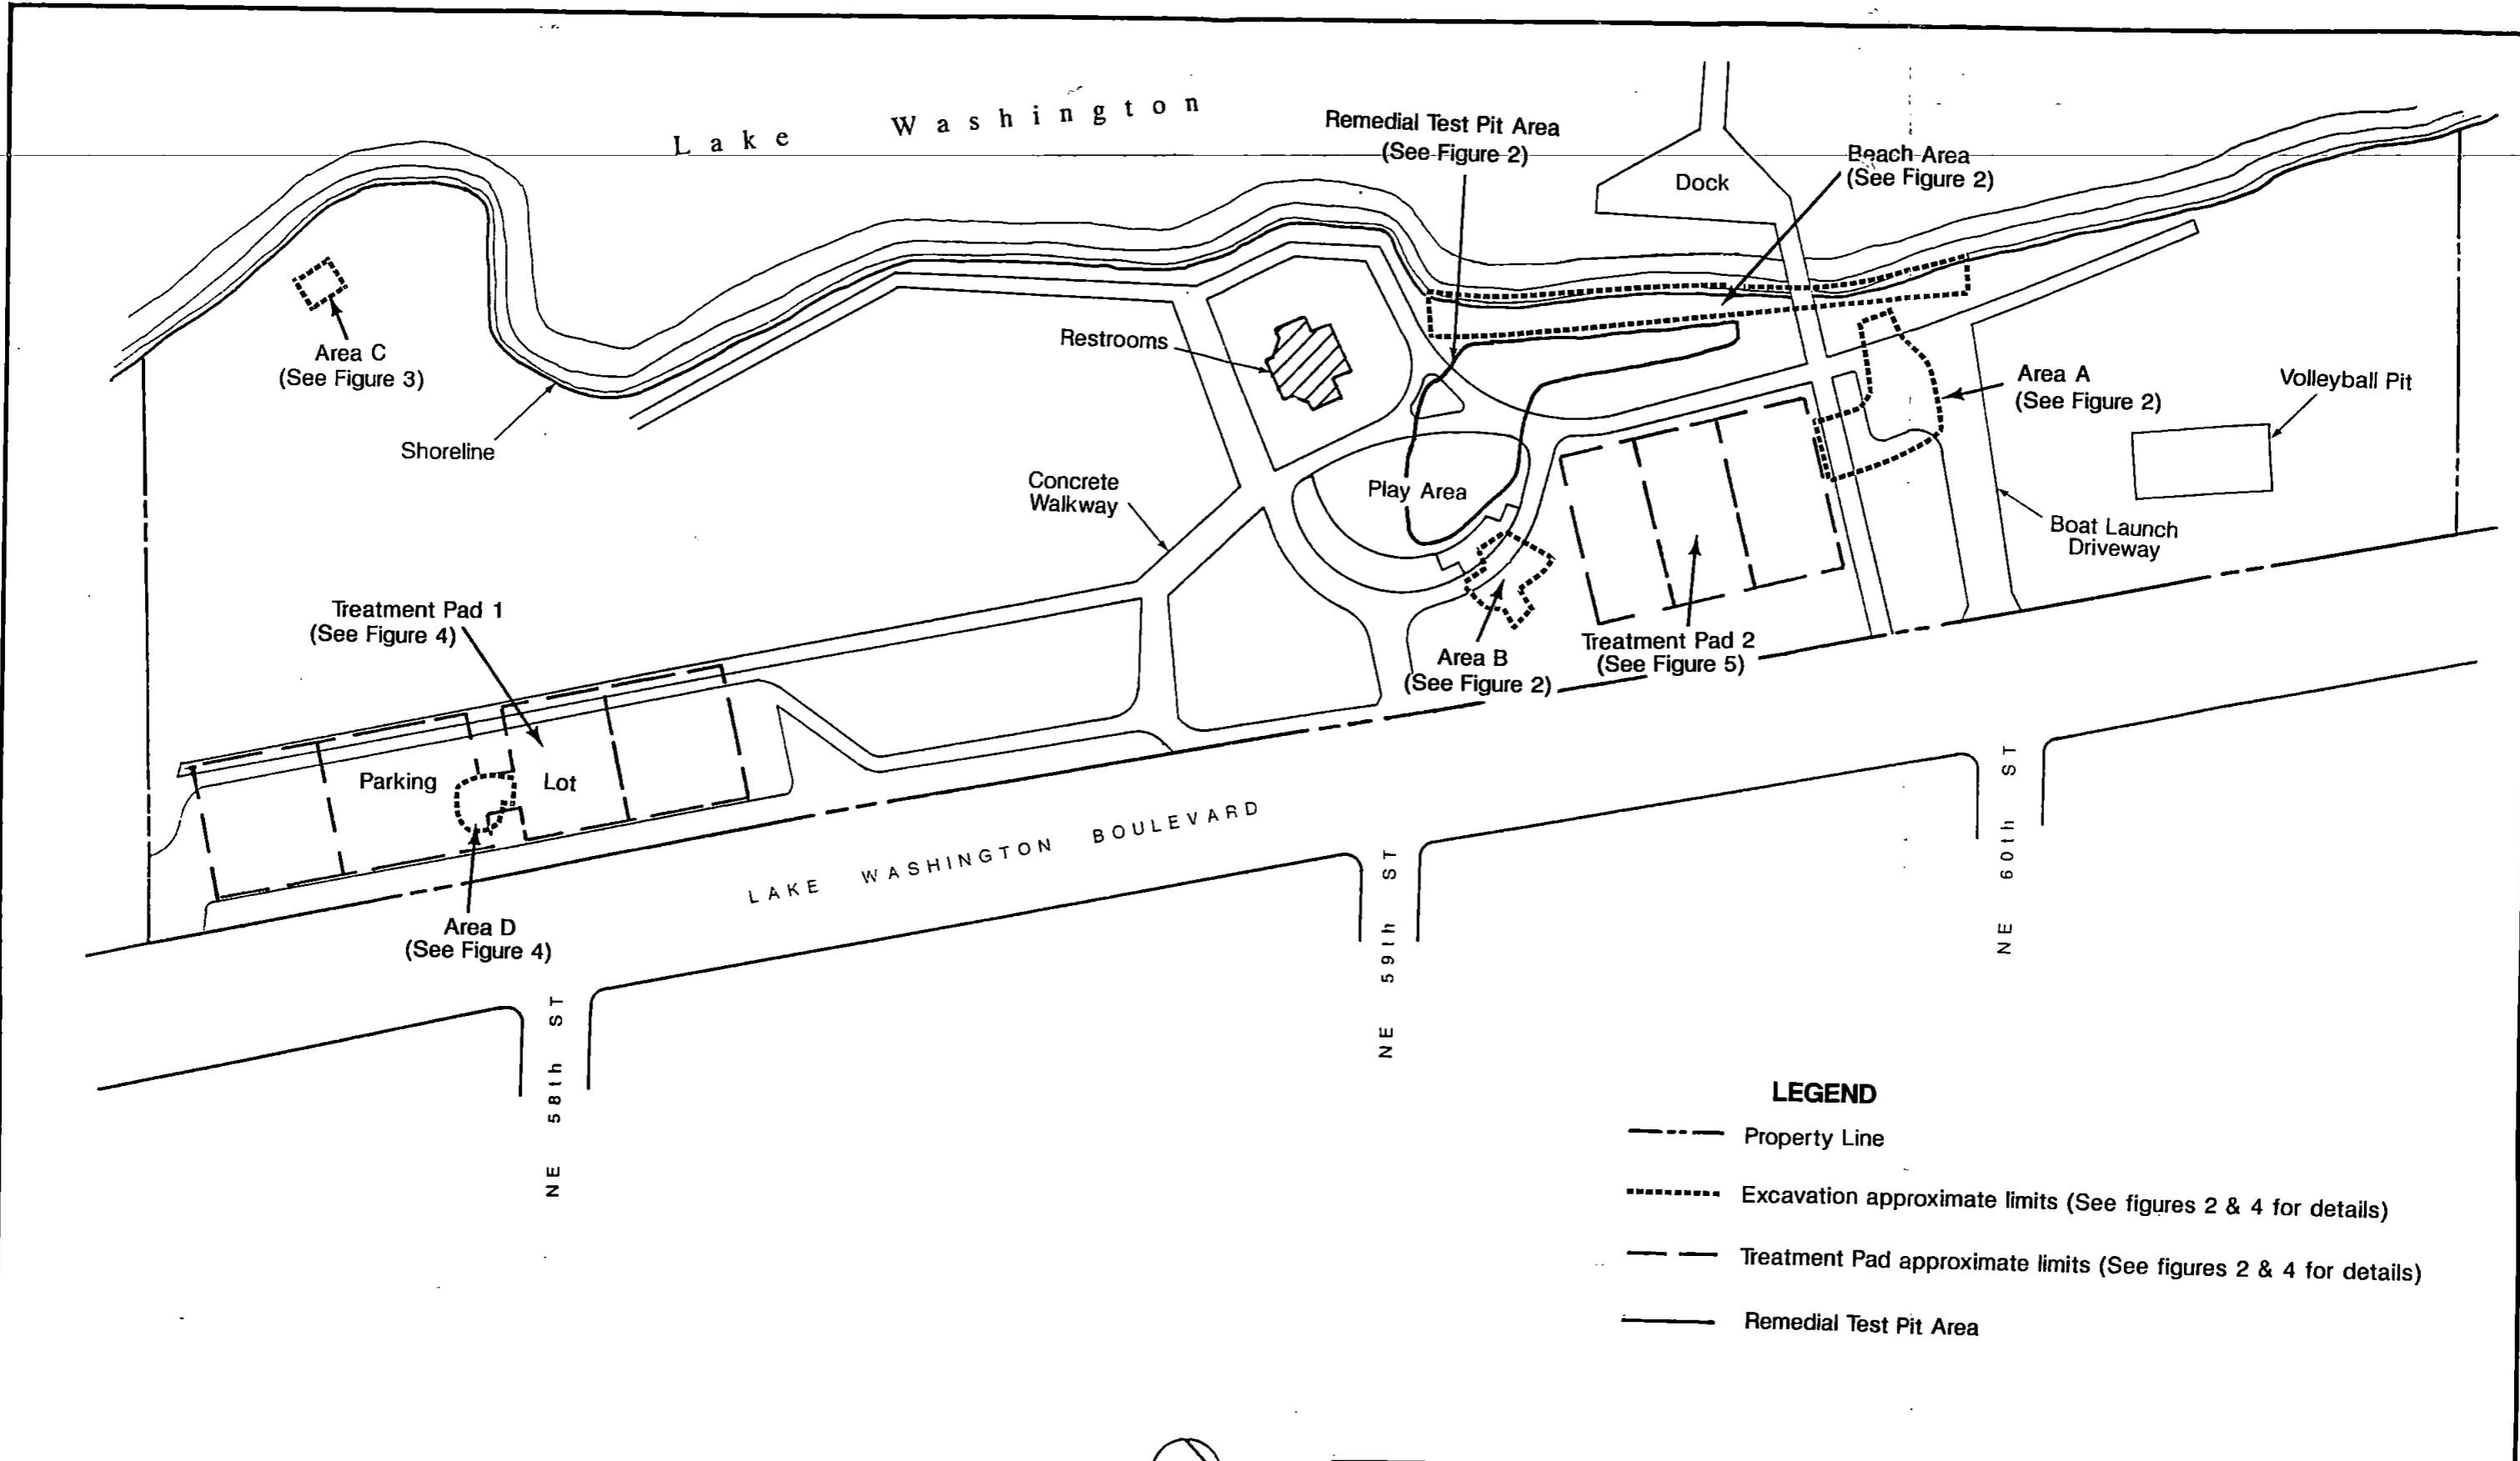 Lake Washington
Remedial Test Pit Area
(See Figure 2)
Beach Area
(See Figure 2)
Dock
Restrooms
Area C
(See Figure 3)
Shoreline
Area A
(See Figure 2)
Volleyball Pit
Concrete
Walkway
Play Area
Boat Launch
Driveway
Treatment Pad 1
(See Figure 4)
Area B
(See Figure 2)
Treatment Pad 2
(See Figure 5)
Parking Lot
Area D
(See Figure 4)
LAKE WASHINGTON BOULEVARD
NE 58th ST
NE 59th ST
NE 60th ST
LEGEND
Property Line
Excavation approximate limits (See figures 2 & 4 for details)
Treatment Pad approximate limits (See figures 2 & 4 for details)
Remedial Test Pit Area